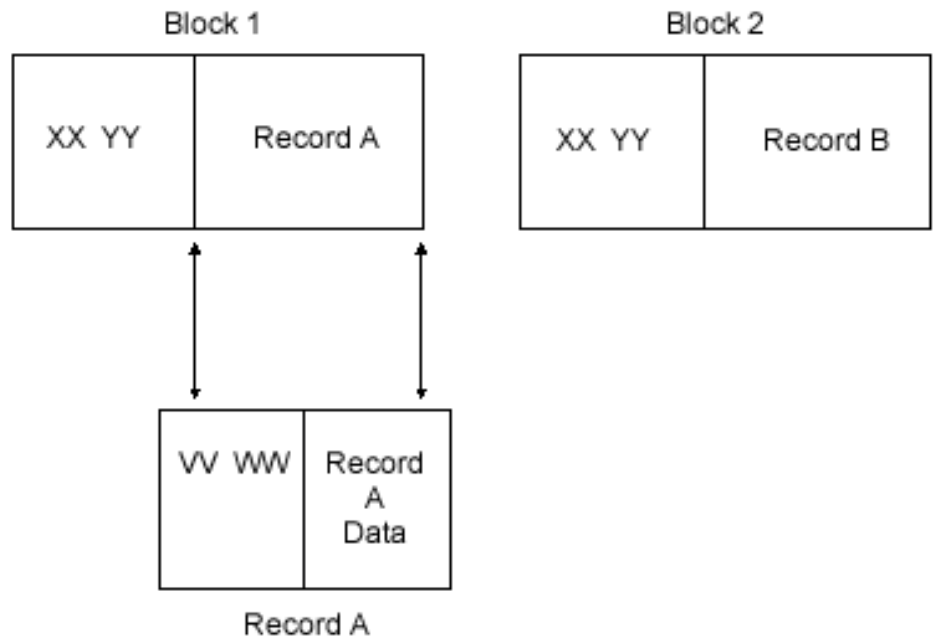 Block 1
Block 2
XX YY
Record A
XX YY
Record B
VV WW
Record
A
Data
Record A